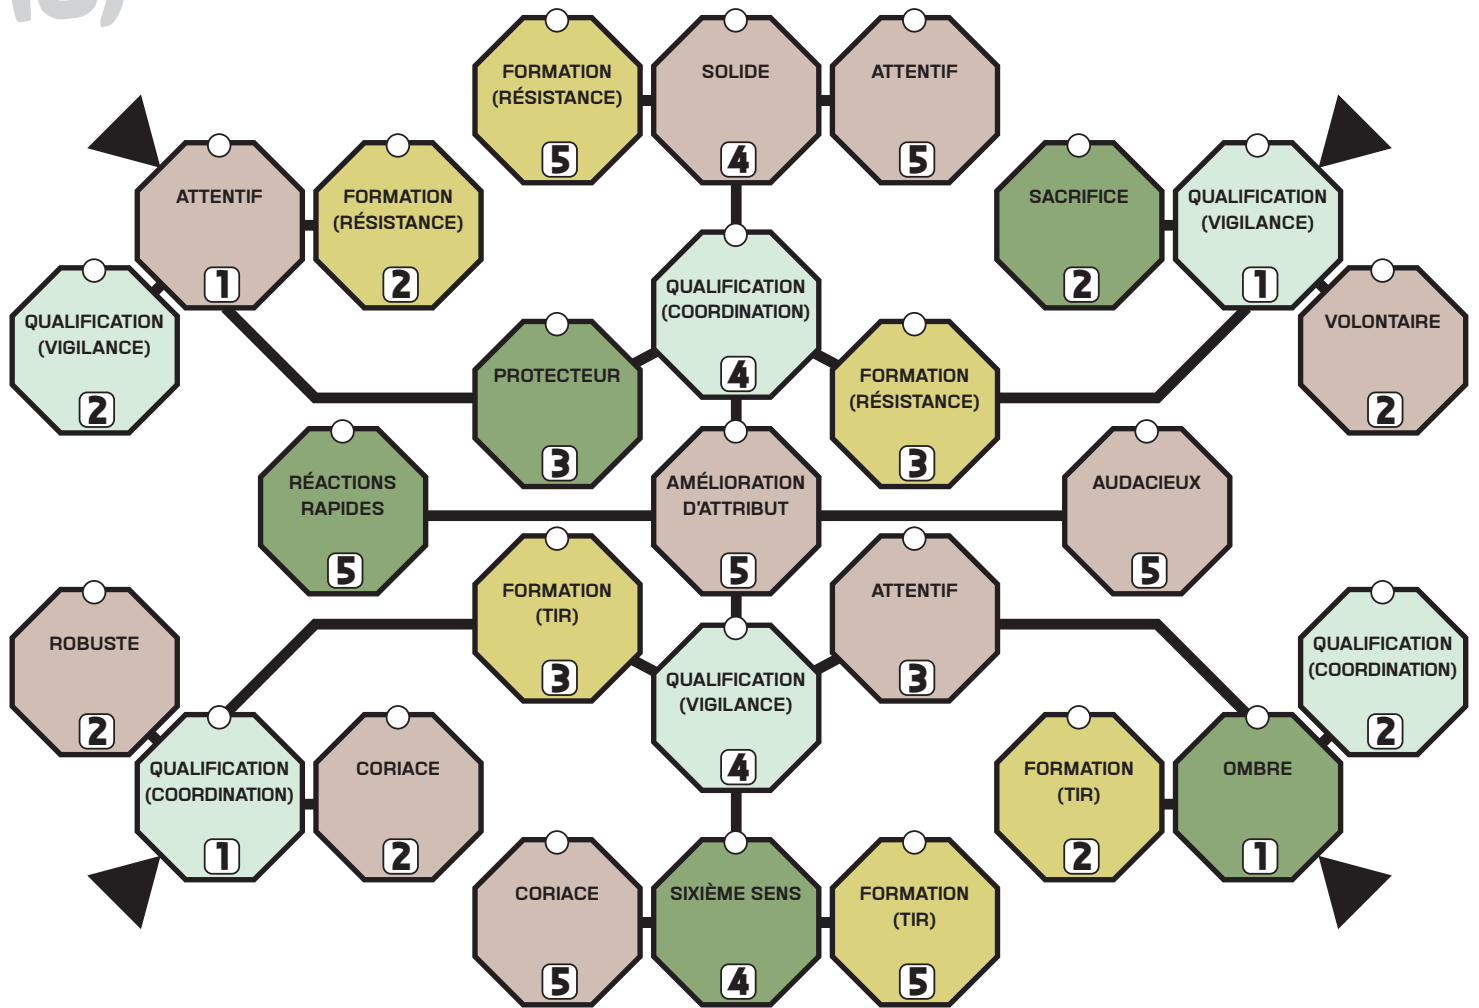 FORMATION
(RÉSISTANCE)
5
SOLIDE
4
ATTENTIF
5
ATTENTIF
1
FORMATION
(RÉSISTANCE)
2
SACRIFICE
2
QUALIFICATION
(VIGILANCE)
1
QUALIFICATION
(VIGILANCE)
2
QUALIFICATION
(COORDINATION)
4
VOLONTAIRE
2
PROTECTEUR
3
FORMATION
(RÉSISTANCE)
3
RÉACTIONS
RAPIDES
5
AMÉLIORATION
D'ATTRIBUT
5
AUDACIEUX
5
FORMATION
(TIR)
3
ATTENTIF
3
ROBUSTE
2
QUALIFICATION
(VIGILANCE)
4
QUALIFICATION
(COORDINATION)
2
QUALIFICATION
(COORDINATION)
1
CORIACE
2
FORMATION
(TIR)
2
OMBRE
1
CORIACE
5
SIXIÈME SENS
4
FORMATION
(TIR)
5